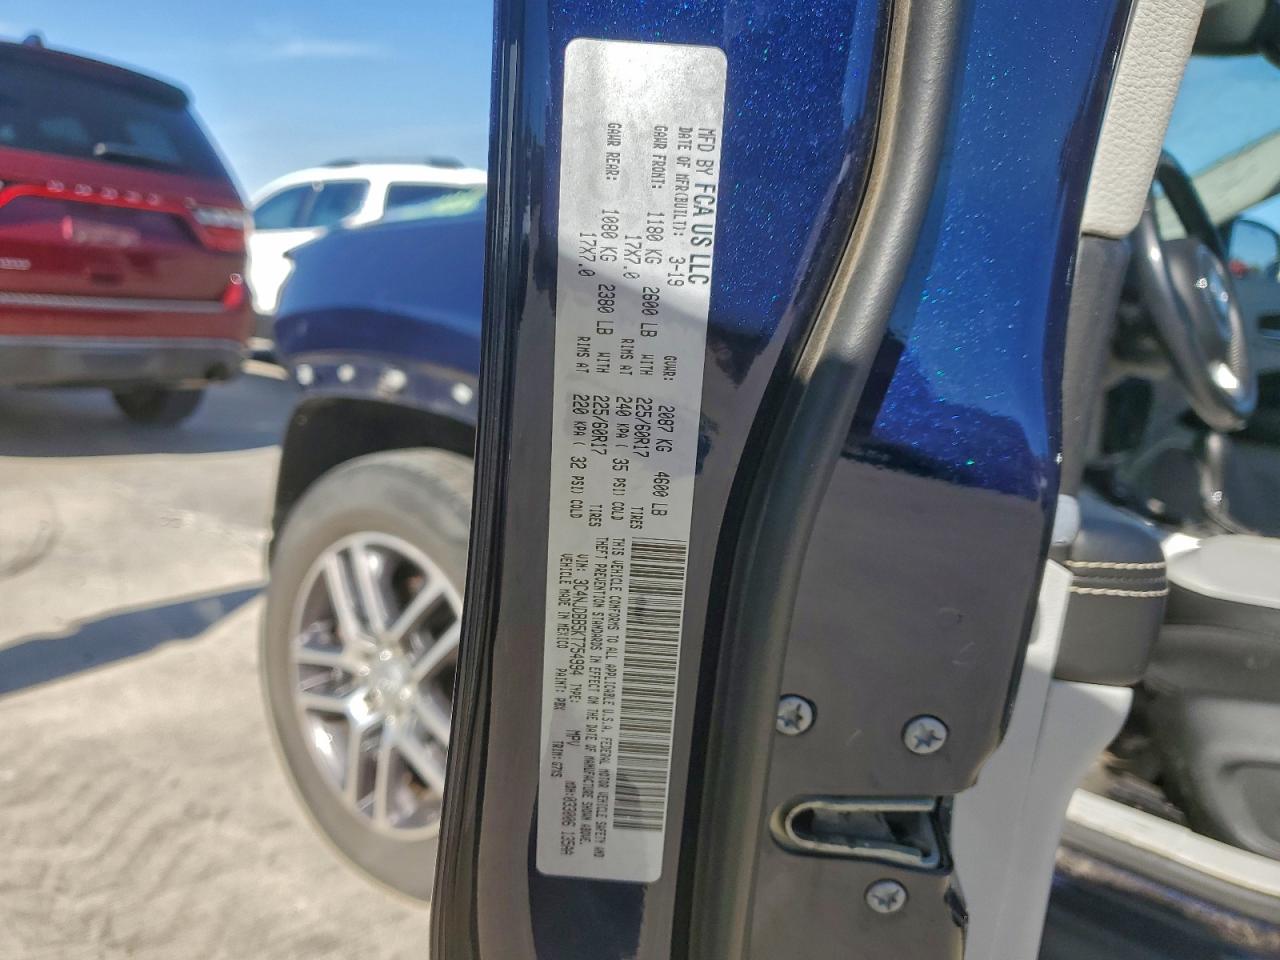 MFD BY FCA US LLC
DATE OF MFR(BUILT): 3-19 GVWR: 2087 KG 4600 LB
GAWR FRONT: 1180 KG 2600 LB WITH 225/60R17 TIRES
17X7.0 RIMS AT 240 KPA( 35 PSI) COLD
GAWR REAR: 1080 KG 2380 LB WITH 225/60R17 TIRES
17X7.0 RIMS AT 220 KPA( 32 PSI) COLD
THIS VEHICLE CONFORMS TO ALL APPLICABLE U.S.A. FEDERAL MOTOR VEHICLE SAFETY AND
THEFT PREVENTION STANDARDS IN EFFECT ON THE DATE OF MANUFACTURE SHOWN ABOVE.
VIN: 3C4NJDBB5KT754994 TYPE: MPV MDH:033006 135AA
VEHICLE MADE IN MEXICO PAINT: PBX TRIM:
DODGE